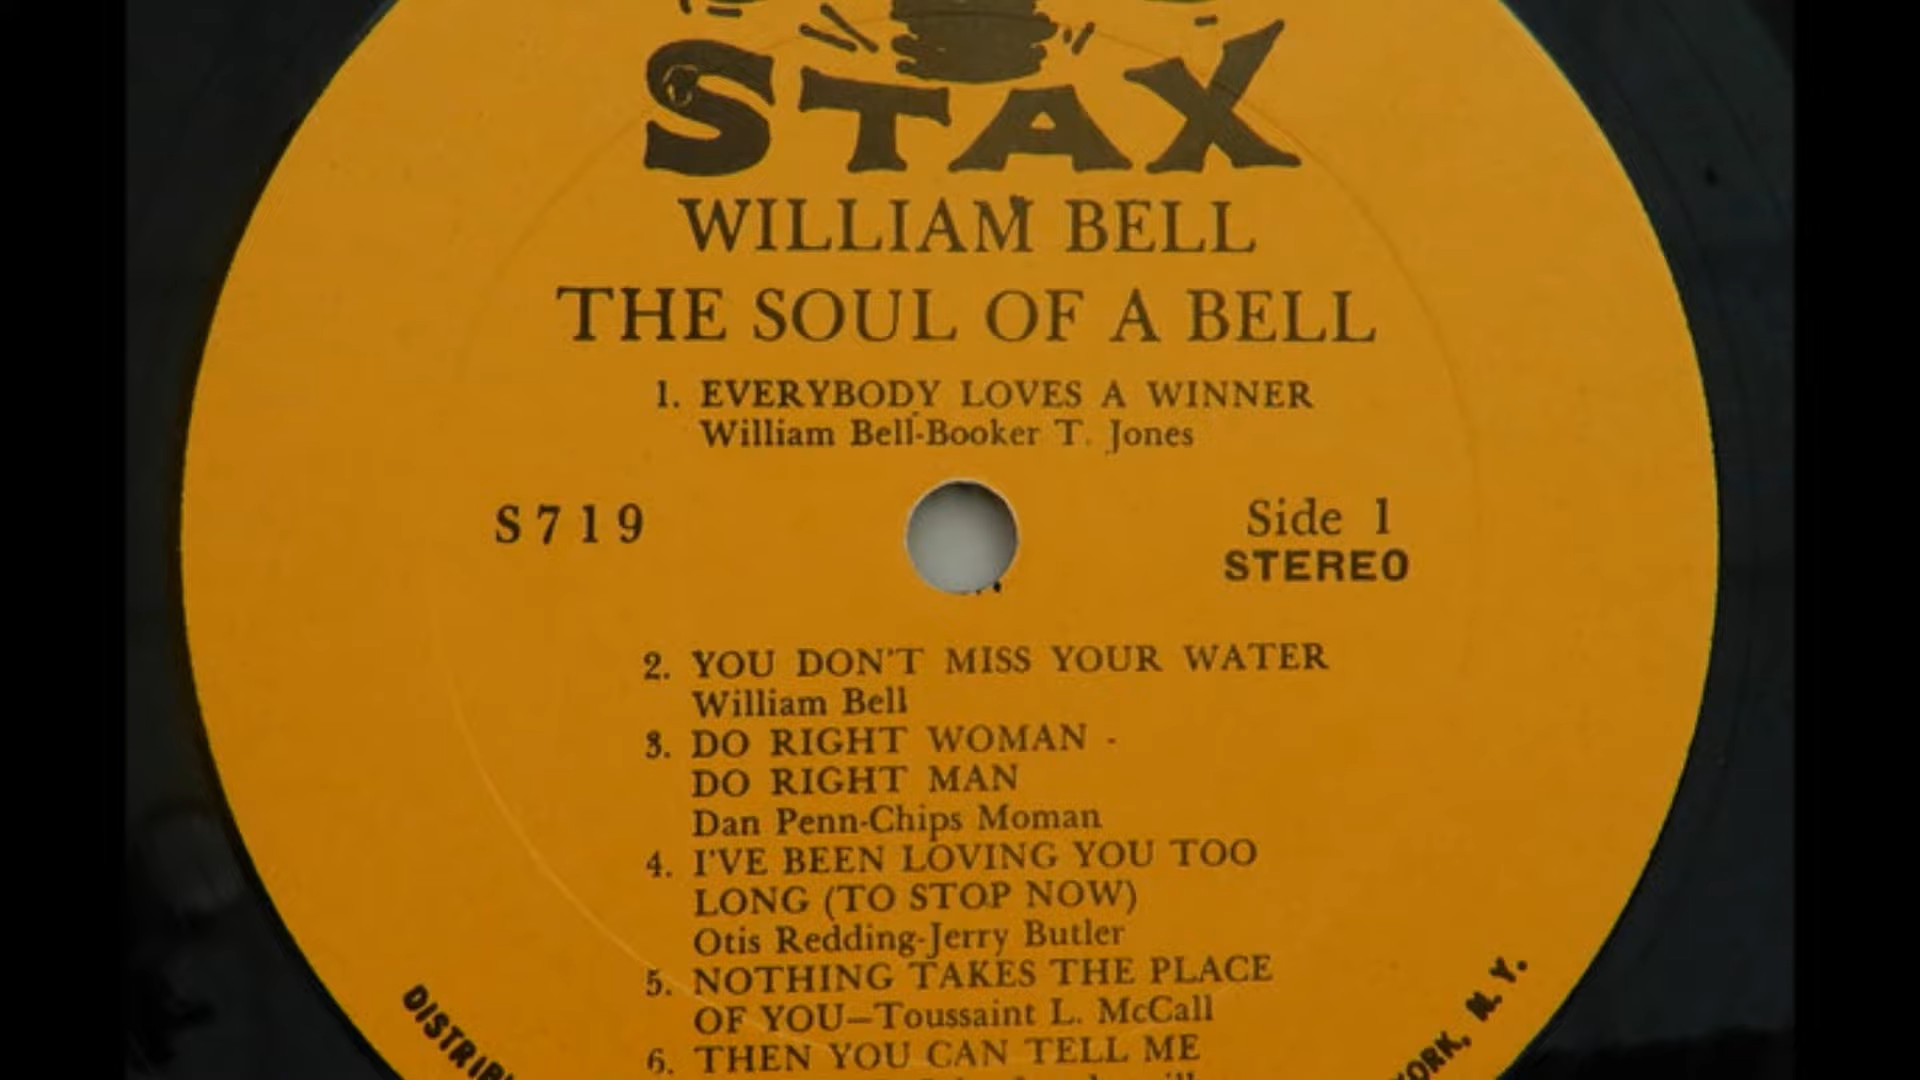 STAX
WILLIAM BELL
THE SOUL OF A BELL
1. EVERYBODY LOVES A WINNER
William Bell-Booker T. Jones
S719
Side 1
STEREO
2. YOU DON'T MISS YOUR WATER
William Bell
3. DO RIGHT WOMAN -
DO RIGHT MAN
Dan Penn-Chips Moman
4. I'VE BEEN LOVING YOU TOO
LONG (TO STOP NOW)
Otis Redding-Jerry Butler
5. NOTHING TAKES THE PLACE
OF YOU—Toussaint L. McCall
6. THEN YOU CAN TELL ME
N. Y.